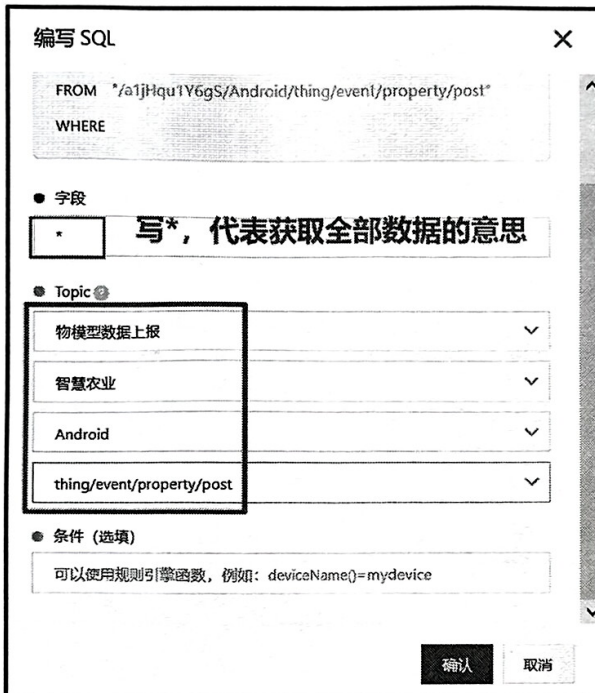 编写 SQL
FROM "/a1jHqu1Y6gS/Android/thing/event/property/post"
WHERE
字段
*
写*，代表获取全部数据的意思
Topic ?
物模型数据上报
智慧农业
Android
thing/event/property/post
条件（选填）
可以使用规则引擎函数，例如：deviceName()=mydevice
确认
取消